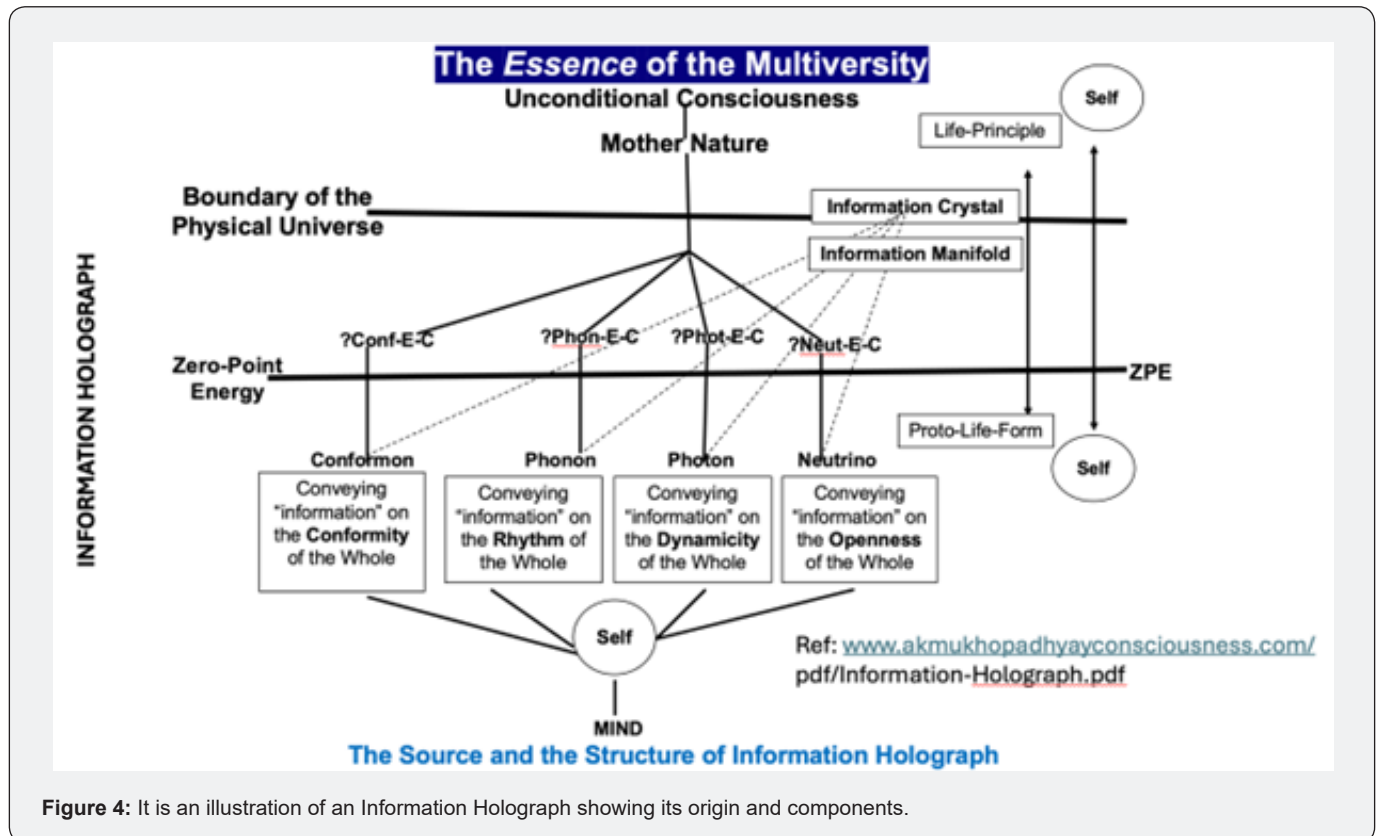 The Essence of the Multiversity
Unconditional Consciousness
Mother Nature
Self
Life-Principle
Boundary of the
Physical Universe
Information Crystal
Information Manifold
INFORMATION HOLOGRAPH
?Conf-E-C
?Phon-E-C
?Phot-E-C
?Neut-E-C
Zero-Point
Energy
ZPE
Proto-Life-Form
Self
Conformon
Conveying
"information" on
the Conformity
of the Whole
Phonon
Conveying
"information" on
the Rhythm of
the Whole
Photon
Conveying
"information" on
the Dynamicity
of the Whole
Neutrino
Conveying
"information" on
the Openness
of the Whole
Self
MIND
Ref: www.akmukhopadhyayconsciousness.com/
pdf/Information-Holograph.pdf
The Source and the Structure of Information Holograph
Figure 4: It is an illustration of an Information Holograph showing its origin and components.